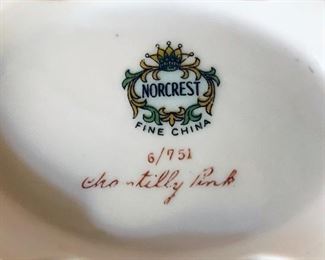 NORCREST
FINE CHINA
6/751
Chantilly Pink